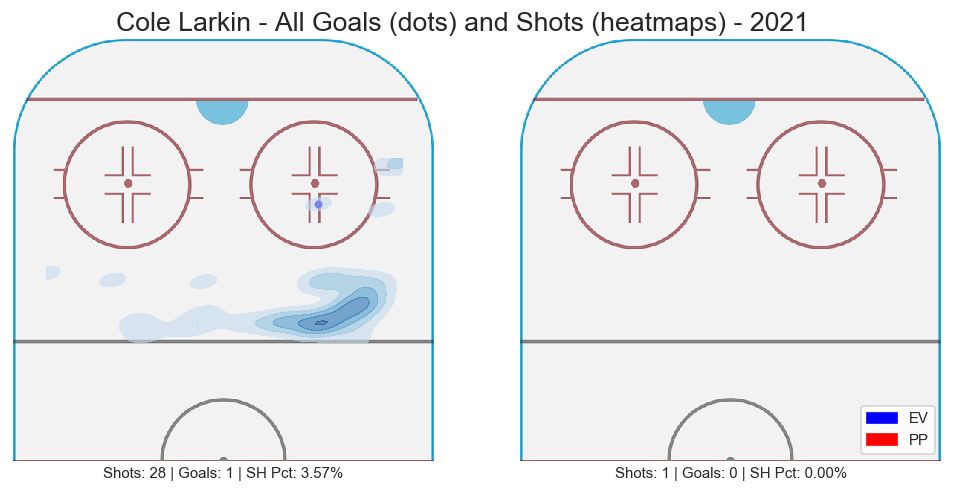 Cole Larkin - All Goals (dots) and Shots (heatmaps) - 2021
EV
PP
Shots: 28 | Goals: 1 | SH Pct: 3.57%
Shots: 1 | Goals: 0 | SH Pct: 0.00%